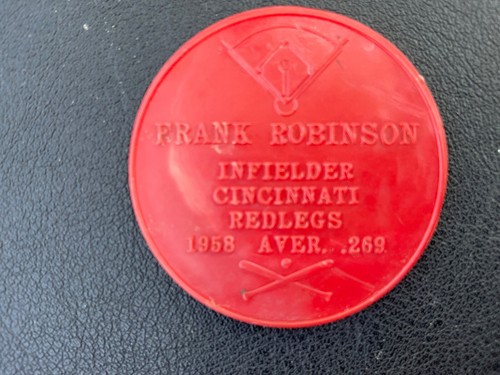 FRANK ROBINSON
INFIELDER
CINCINNATI
REDLEGS
1958 AVER. .269